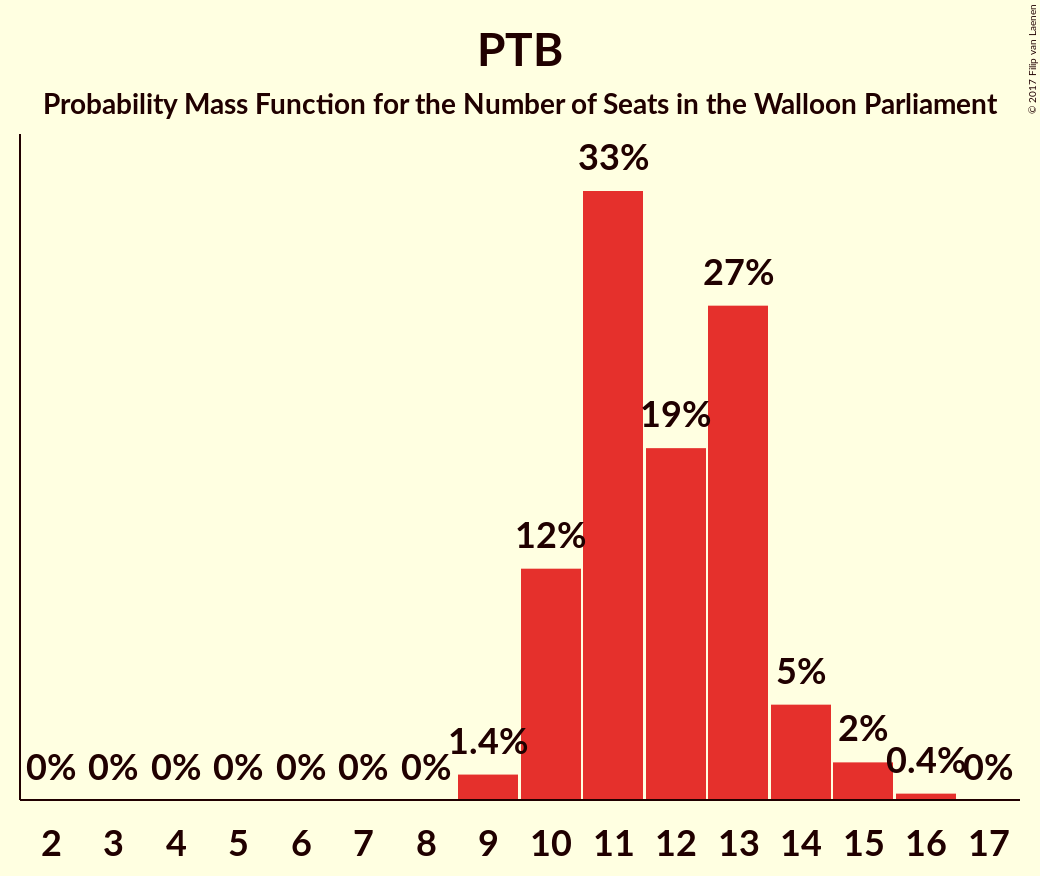 PTB
Probability Mass Function for the Number of Seats in the Walloon Parliament
© 2017 Filip van Laenen
0% 0% 0% 0% 0% 0% 0% 1.4% 12% 33% 19% 27% 5% 2% 0.4% 0%
2 3 4 5 6 7 8 9 10 11 12 13 14 15 16 17